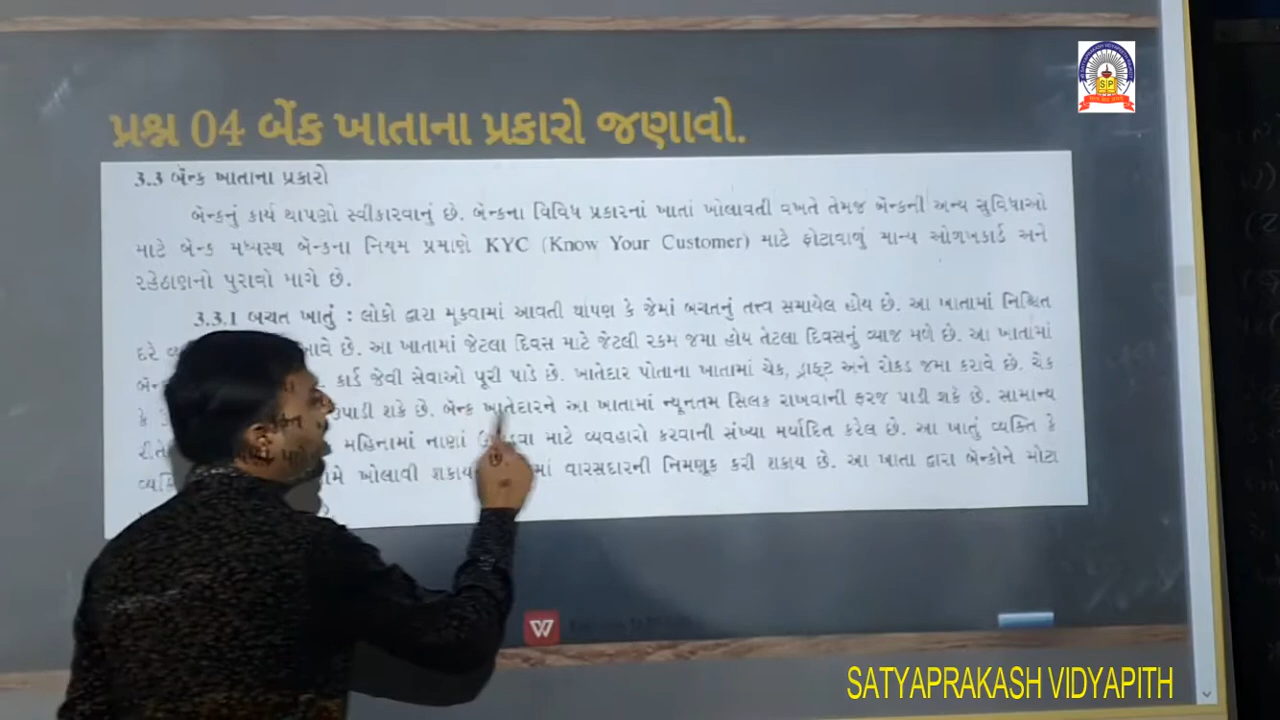 પ્રશ્ન 04 બેંક ખાતાના પ્રકારો જણાવો.
3.3 બૅન્ક ખાતાના પ્રકારો
બૅન્કનું કાર્ય થાપણો સ્વીકારવાનું છે. બૅન્કના વિવિધ પ્રકારનાં ખાતાં ખોલાવતી વખતે તેમજ બૅન્કની અન્ય સુવિધાઓ
માટે બૅન્ક મધ્યસ્થ બૅન્કના નિયમ પ્રમાણે KYC (Know Your Customer) માટે ફોટાવાળું માન્ય ઓળખકાર્ડ અને
રહેઠાણનો પુરાવો માગે છે.
3.3.1 બચત ખાતું : લોકો દ્વારા મૂકવામાં આવતી થાપણ કે જેમાં બચતનું તત્ત્વ સમાયેલ હોય છે. આ ખાતામાં નિશ્ચિત
દરે આવે છે. આ ખાતામાં જેટલા દિવસ માટે જેટલી રકમ જમા હોય તેટલા દિવસનું વ્યાજ મળે છે. આ ખાતામાં
કાર્ડ જેવી સેવાઓ પૂરી પાડે છે. ખાતેદાર પોતાના ખાતામાં ચેક, ડ્રાફ્ટ અને રોકડ જમા કરાવે છે. ચેક
કે ઉપાડી શકે છે. બૅન્ક ખાતેદારને આ ખાતામાં ન્યૂનતમ સિલક રાખવાની ફરજ પાડી શકે છે. સામાન્ય
મહિનામાં નાણાં માટે વ્યવહારો કરવાની સંખ્યા મર્યાદિત કરેલ છે. આ ખાતું વ્યક્તિ કે
ખોલાવી શકાય છે. વારસદારની નિમણૂક કરી શકાય છે. આ ખાતા દ્વારા બૅન્કોને મોટા
SATYAPRAKASH VIDYAPITH